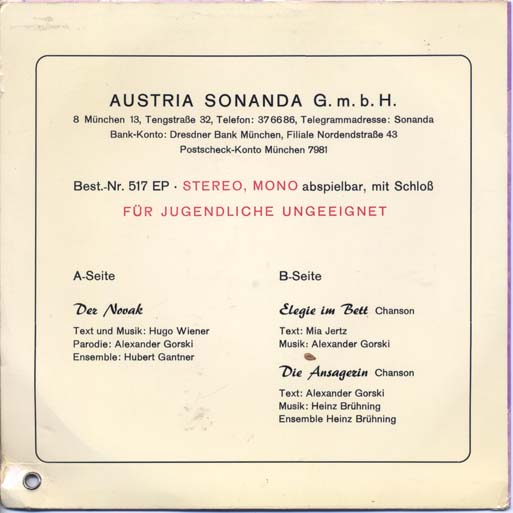 AUSTRIA SONANDA G.m.b.H.
8 München 13, Tengstraße 32, Telefon: 376686, Telegrammadresse: Sonanda
Bank-Konto: Dresdner Bank München, Filiale Nordendstraße 43
Postscheck-Konto München 7981
Best.-Nr. 517 EP · STEREO, MONO abspielbar, mit Schloß
FÜR JUGENDLICHE UNGEEIGNET
A-Seite
Der Novak
Text und Musik: Hugo Wiener
Parodie: Alexander Gorski
Ensemble: Hubert Gantner
B-Seite
Elegie im Bett Chanson
Text: Mia Jertz
Musik: Alexander Gorski
Die Ansagerin Chanson
Text: Alexander Gorski
Musik: Heinz Brühning
Ensemble Heinz Brühning